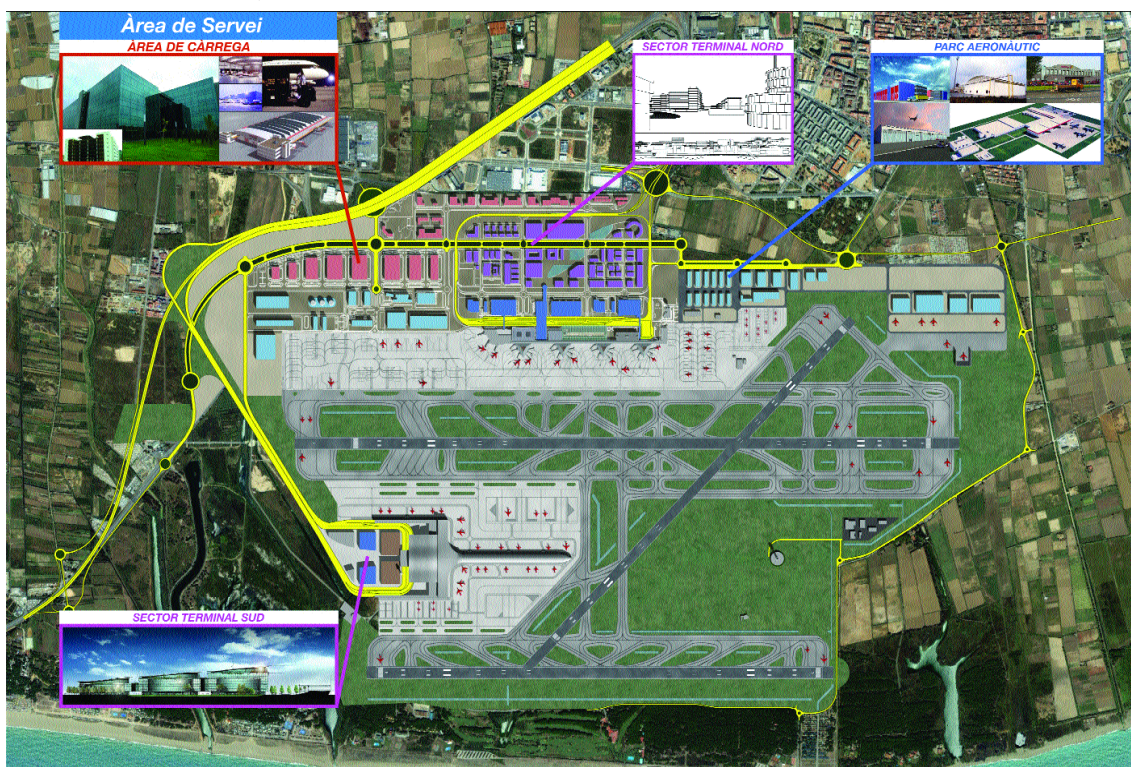 Àrea de Servei
ÀREA DE CÀRREGA
SECTOR TERMINAL NORD
PARC AERONÀUTIC
SECTOR TERMINAL SUD